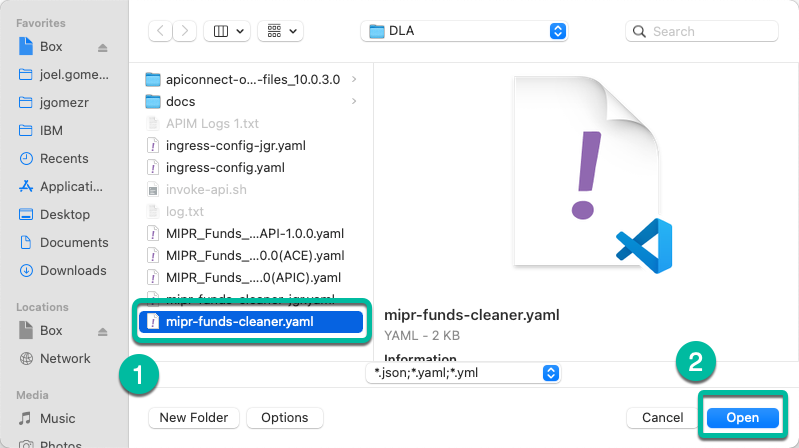 Favorites
Box
joel.gome...
jgomezr
IBM
Recents
Applicati...
Desktop
Documents
Downloads
Locations
Box
Network
Media
Music
Photos
DLA
Search
apiconnect-o...-files_10.0.3.0
docs
APIM Logs 1.txt
ingress-config-jgr.yaml
ingress-config.yaml
invoke-api.sh
log.txt
MIPR_Funds_...API-1.0.0.yaml
MIPR_Funds_...0.0(ACE).yaml
MIPR_Funds_....0(APIC).yaml
mipr-funds-cleaner-jgr.yaml
mipr-funds-cleaner.yaml
mipr-funds-cleaner.yaml
YAML - 2 KB
Information
1
*.json;*.yaml;*.yml
2
New Folder
Options
Cancel
Open